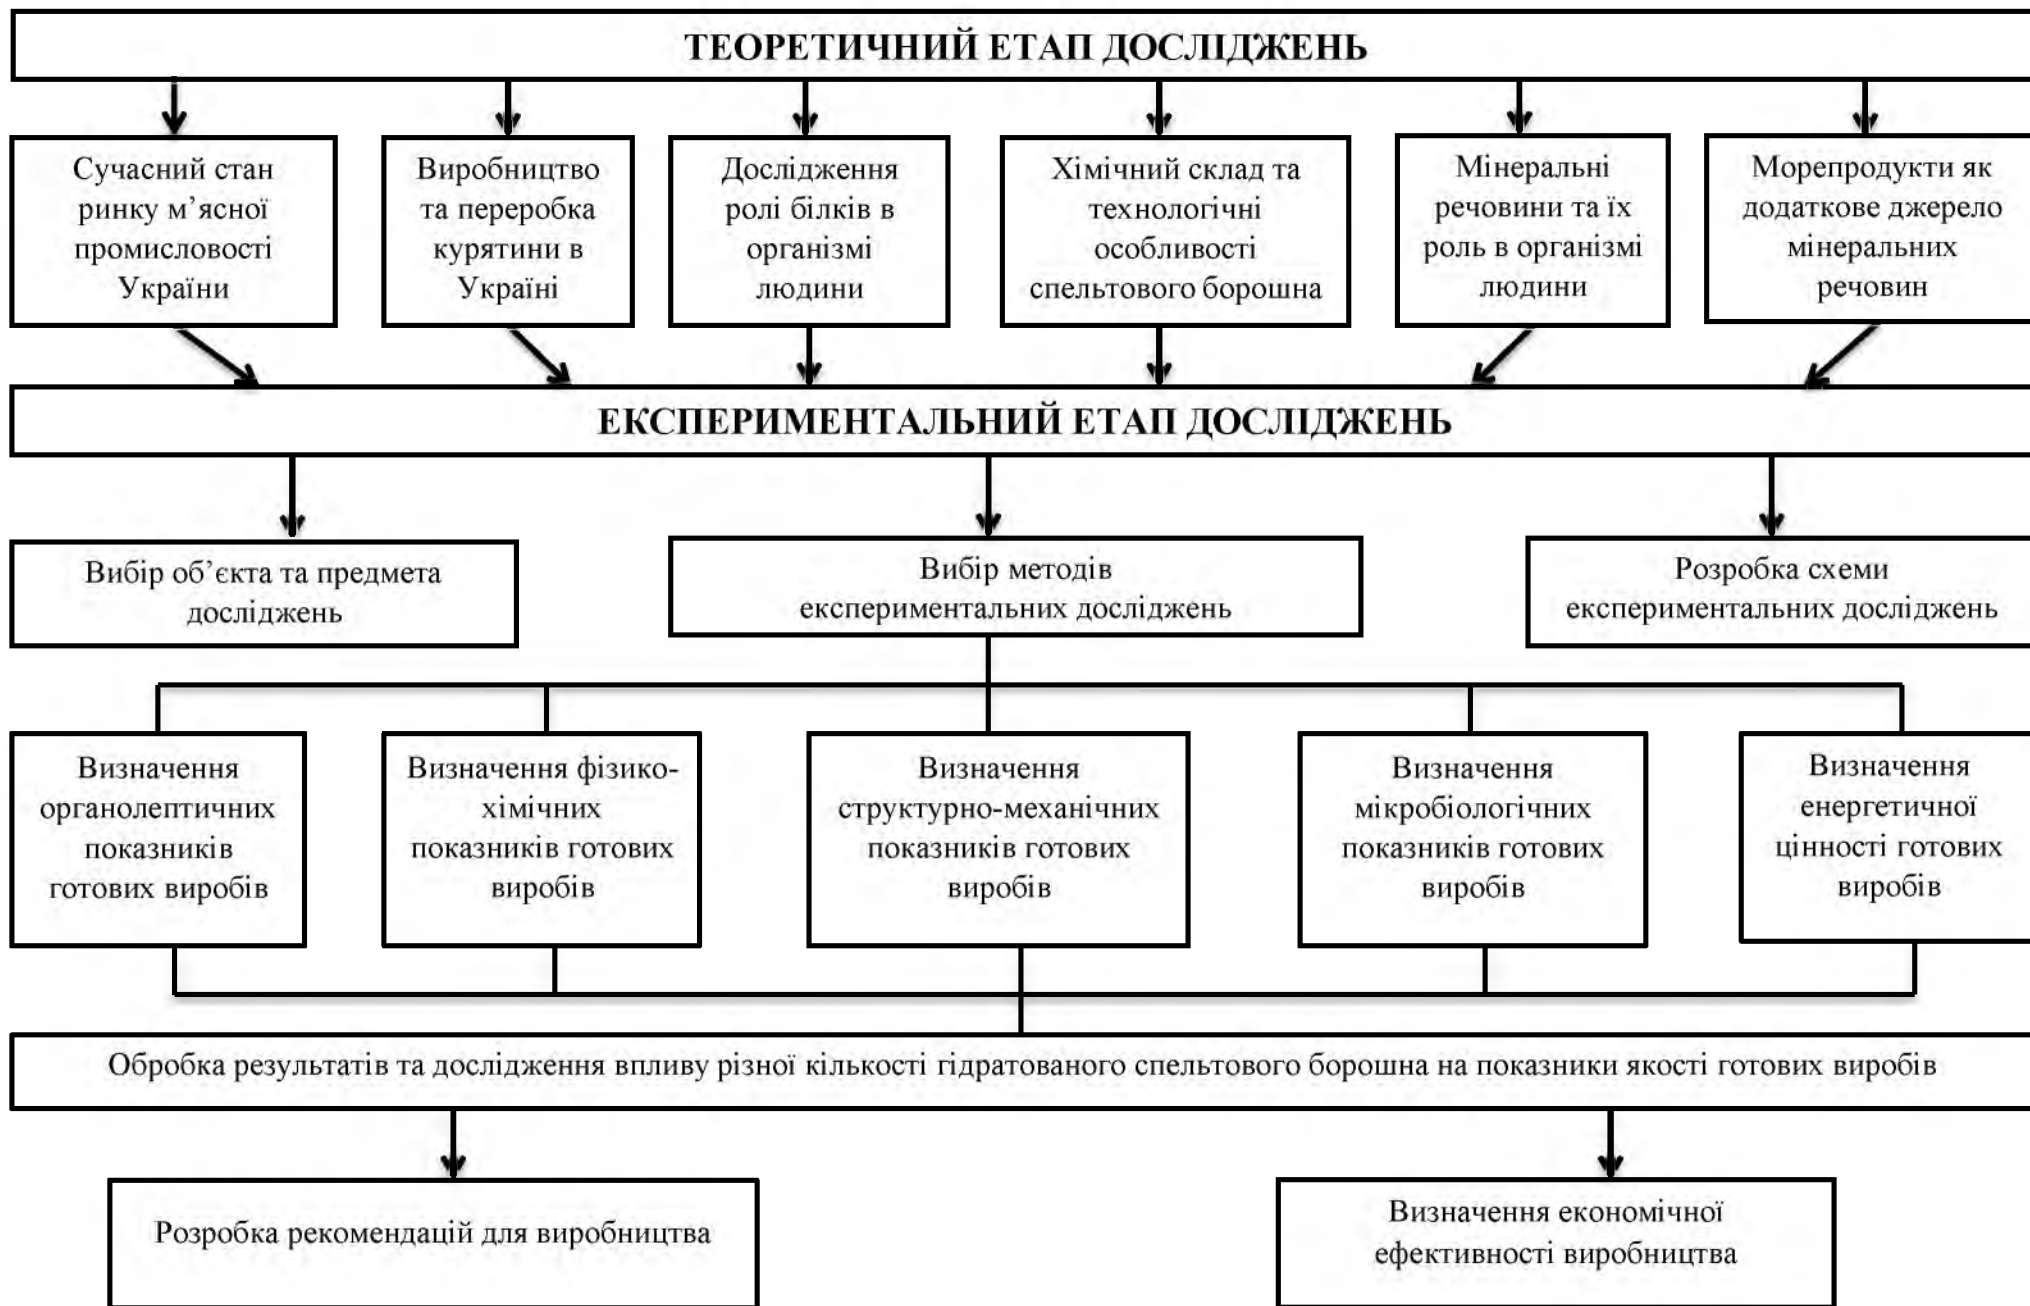 ТЕОРЕТИЧНИЙ ЕТАП ДОСЛІДЖЕНЬ
Сучасний стан
ринку м’ясної
промисловості
України
Виробництво
та переробка
курятини в
Україні
Дослідження
ролі білків в
організмі
людини
Хімічний склад та
технологічні
особливості
спельтового борошна
Мінеральні
речовини та їх
роль в організмі
людини
Морепродукти як
додаткове джерело
мінеральних
речовин
ЕКСПЕРИМЕНТАЛЬНИЙ ЕТАП ДОСЛІДЖЕНЬ
Вибір об’єкта та предмета
досліджень
Вибір методів
експериментальних досліджень
Розробка схеми
експериментальних досліджень
Визначення
органолептичних
показників
готових виробів
Визначення фізико-
хімічних
показників готових
виробів
Визначення
структурно-механічних
показників готових
виробів
Визначення
мікробіологічних
показників готових
виробів
Визначення
енергетичної
цінності готових
виробів
Обробка результатів та дослідження впливу різної кількості гідратованого спельтового борошна на показники якості готових виробів
Розробка рекомендацій для виробництва
Визначення економічної
ефективності виробництва